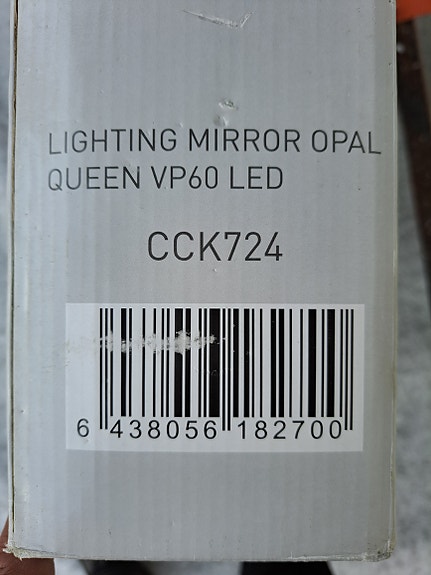 LIGHTING MIRROR OPAL
QUEEN VP60 LED
CCK724
6 438056 182700